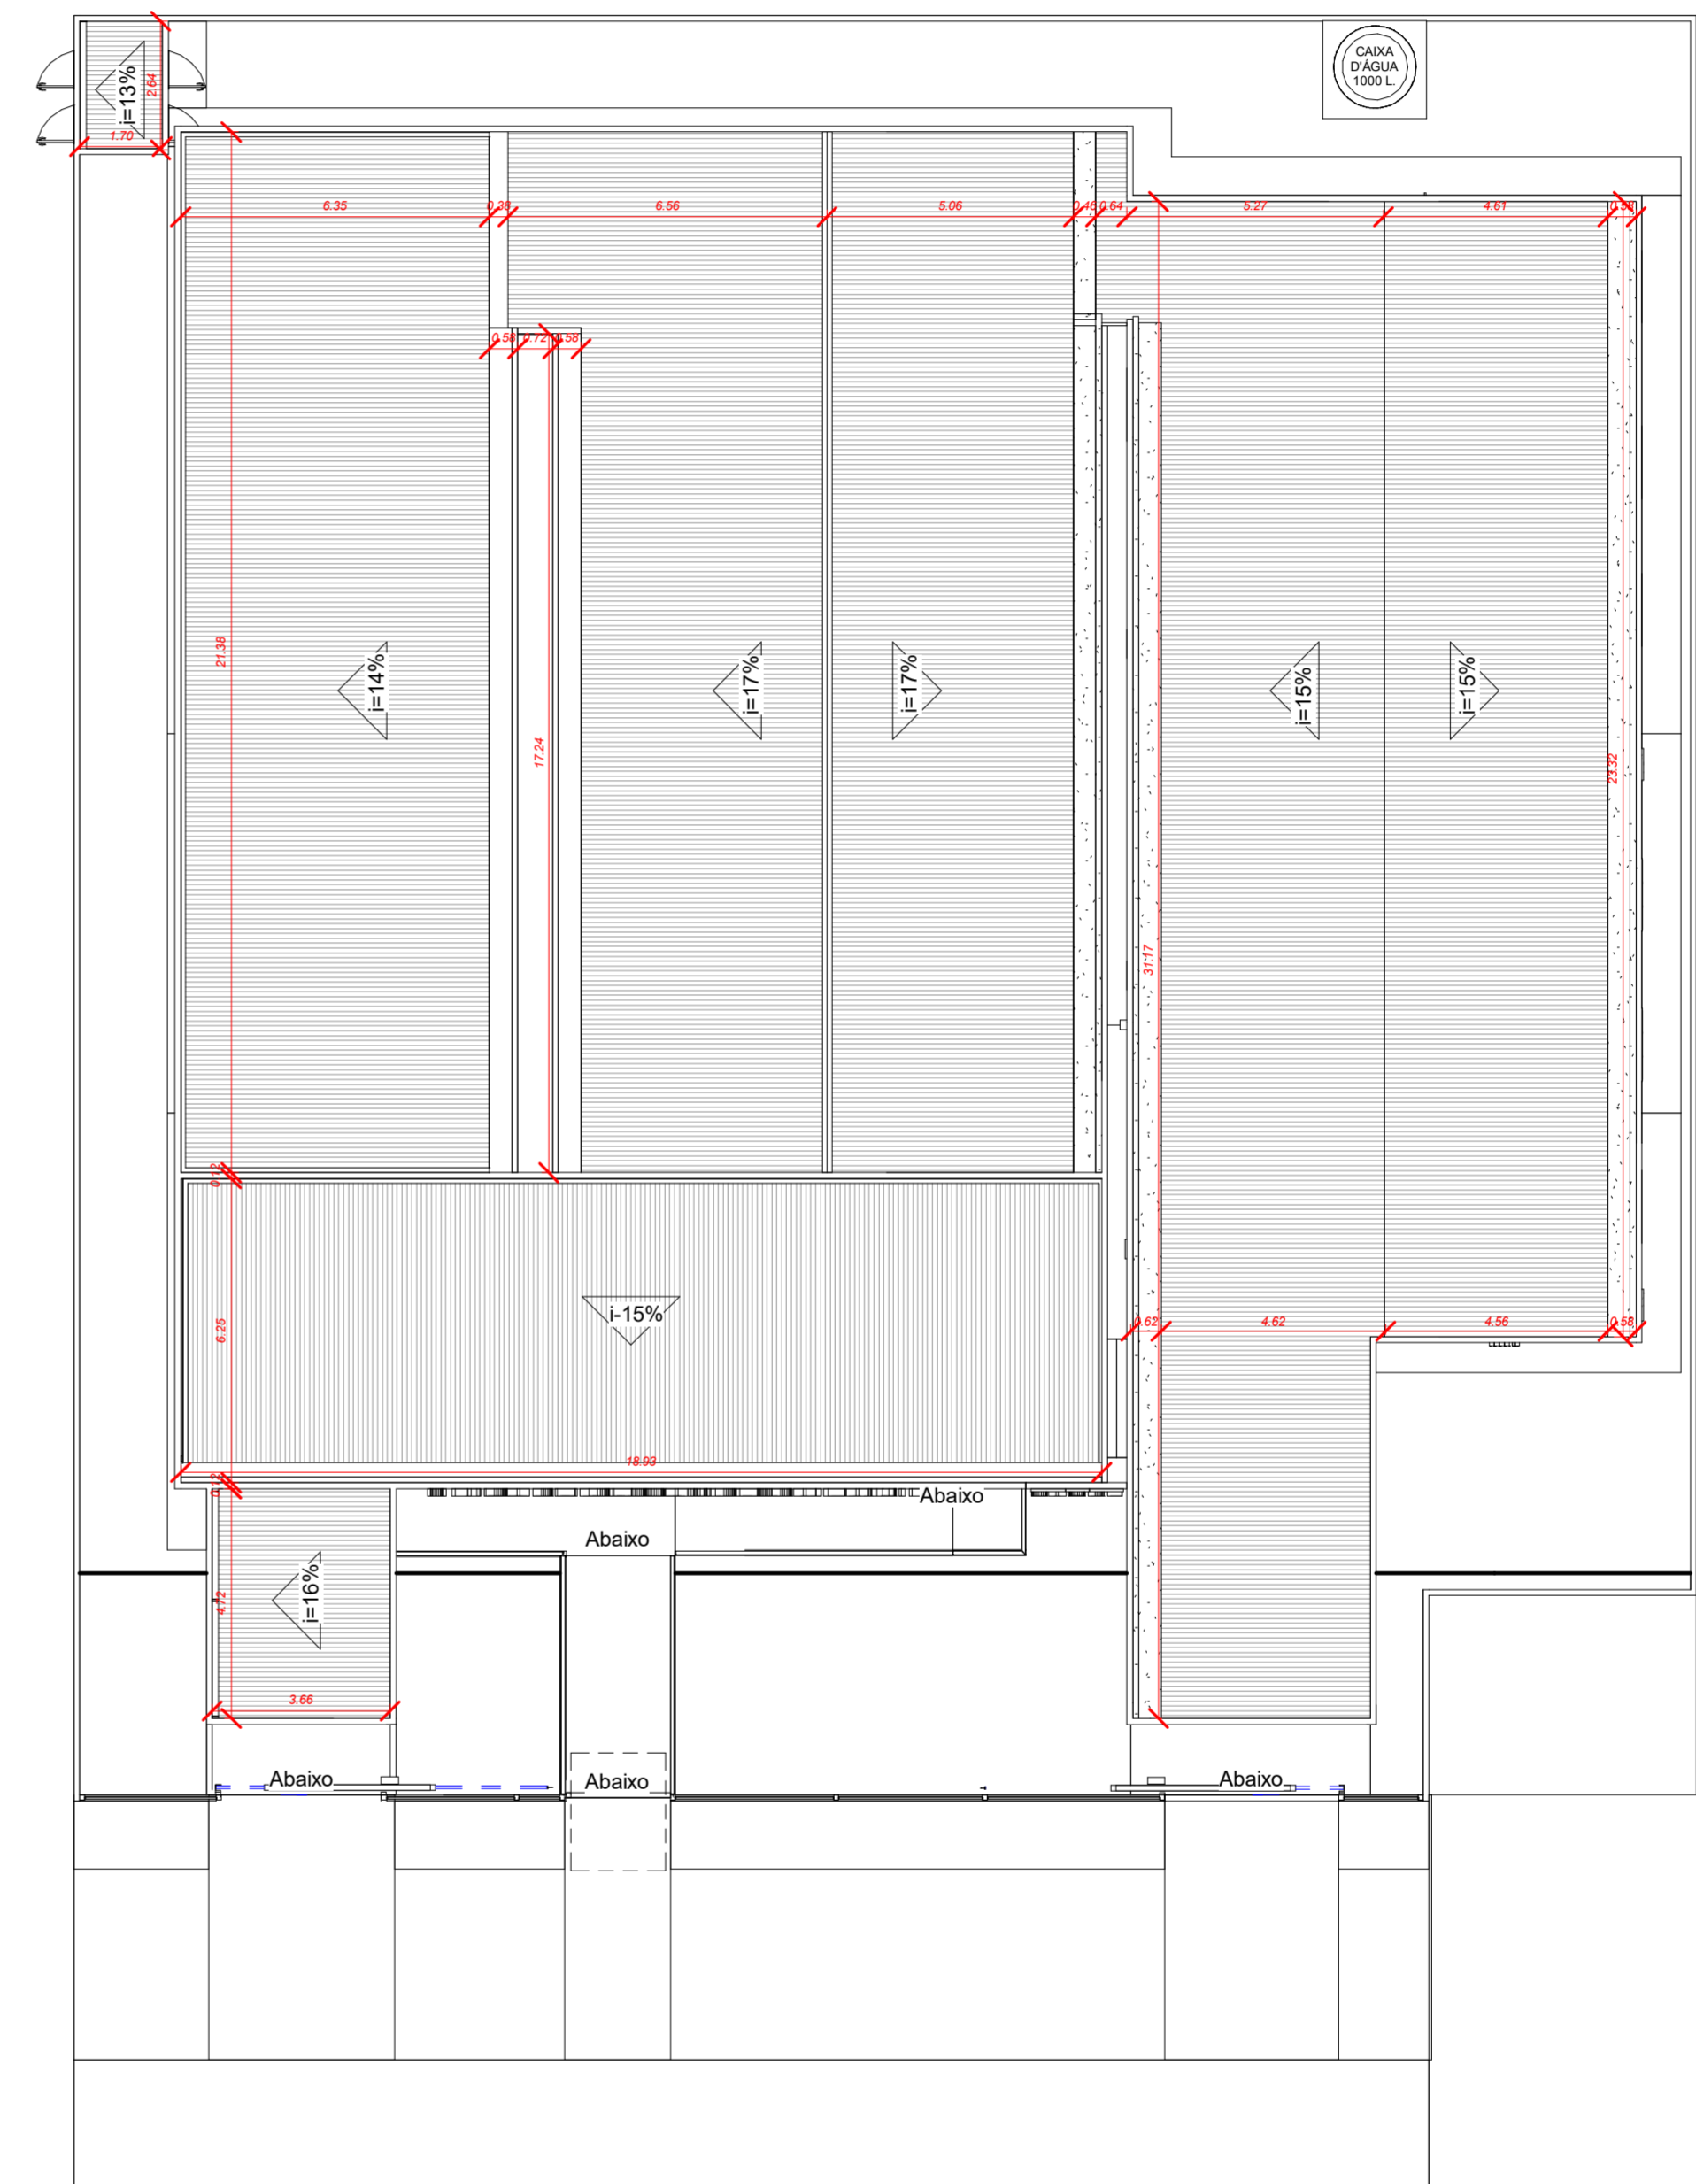 CAIXA
D'ÁGUA
1000 L.
i=13%
2.64
1.70
6.35
0.38
6.56
5.06
0.46
0.64
5.27
4.61
0.58
0.72
0.58
21.38
i=14%
i=17%
i=17%
i=15%
i=15%
17.24
23.32
31.17
0.12
6.25
i-15%
0.62
4.62
4.56
0.58
18.93
0.12
Abaixo
Abaixo
4.72
i=16%
3.66
Abaixo
Abaixo
Abaixo